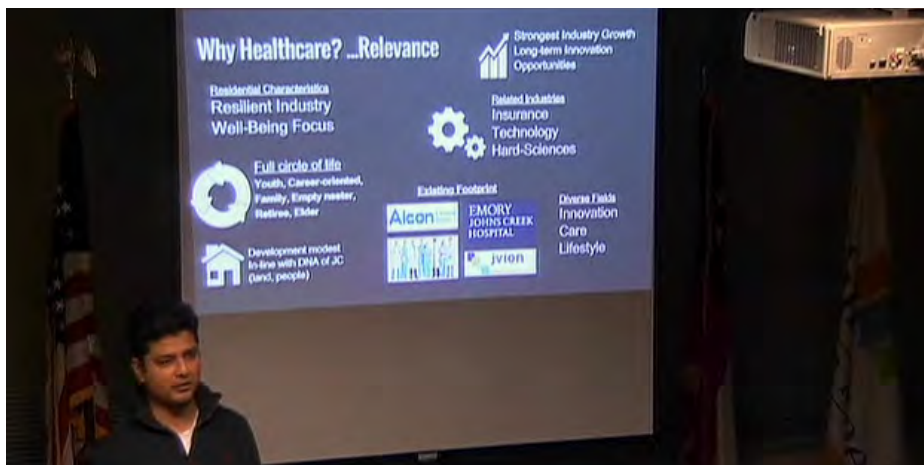 Why Healthcare? ...Relevance
Strongest Industry Growth
Long-term Innovation
Opportunities
Residential Characteristics
Resilient Industry
Well-Being Focus
Related Industries
Insurance
Technology
Hard-Sciences
Full circle of life
Youth, Career-oriented,
Family, Empty nester,
Retiree, Elder
Existing Footprint
Alcon
EMORY
JOHNS CREEK
HOSPITAL
jvion
Diverse Fields
Innovation
Care
Lifestyle
Development modest
In-line with DNA of JC
(land, people)